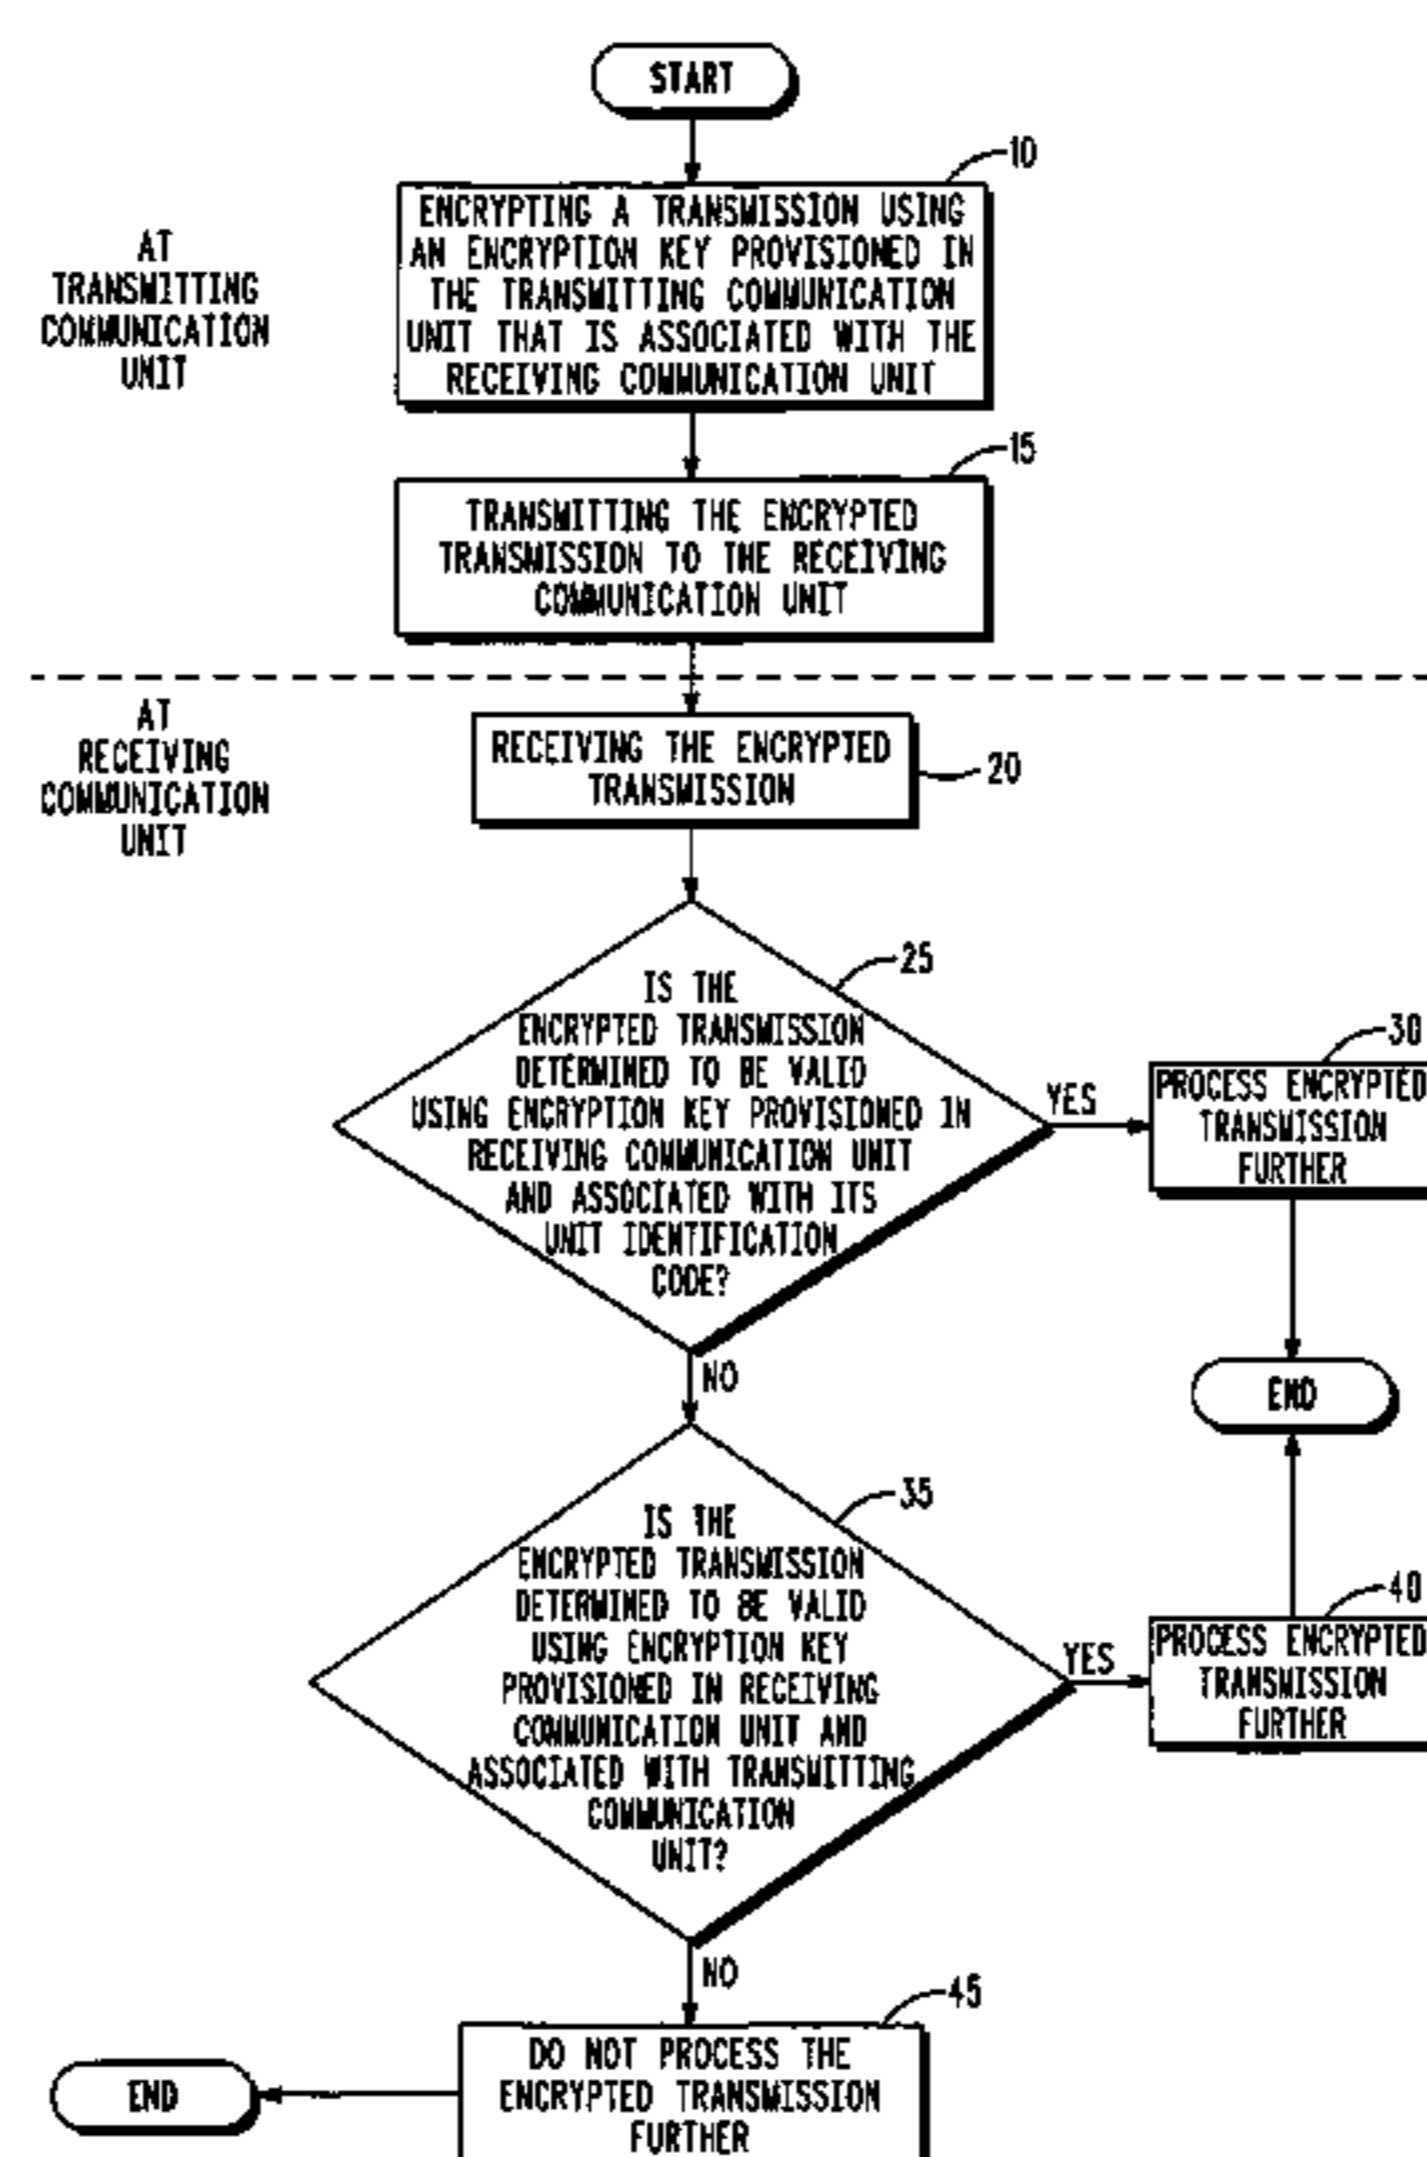 START
10
ENCRYPTING A TRANSMISSION USING
AN ENCRYPTION KEY PROVISIONED IN
THE TRANSMITTING COMMUNICATION
UNIT THAT IS ASSOCIATED WITH THE
RECEIVING COMMUNICATION UNIT
AT
TRANSMITTING
COMMUNICATION
UNIT
15
TRANSMITTING THE ENCRYPTED
TRANSMISSION TO THE RECEIVING
COMMUNICATION UNIT
AT
RECEIVING
COMMUNICATION
UNIT
RECEIVING THE ENCRYPTED
TRANSMISSION
20
25
IS THE
ENCRYPTED TRANSMISSION
DETERMINED TO BE VALID
USING ENCRYPTION KEY PROVISIONED IN
RECEIVING COMMUNICATION UNIT
AND ASSOCIATED WITH ITS
UNIT IDENTIFICATION
CODE?
YES
30
PROCESS ENCRYPTED
TRANSMISSION
FURTHER
NO
END
35
IS THE
ENCRYPTED TRANSMISSION
DETERMINED TO BE VALID
USING ENCRYPTION KEY
PROVISIONED IN RECEIVING
COMMUNICATION UNIT AND
ASSOCIATED WITH TRANSMITTING
COMMUNICATION
UNIT?
YES
40
PROCESS ENCRYPTED
TRANSMISSION
FURTHER
NO
45
DO NOT PROCESS THE
ENCRYPTED TRANSMISSION
FURTHER
END